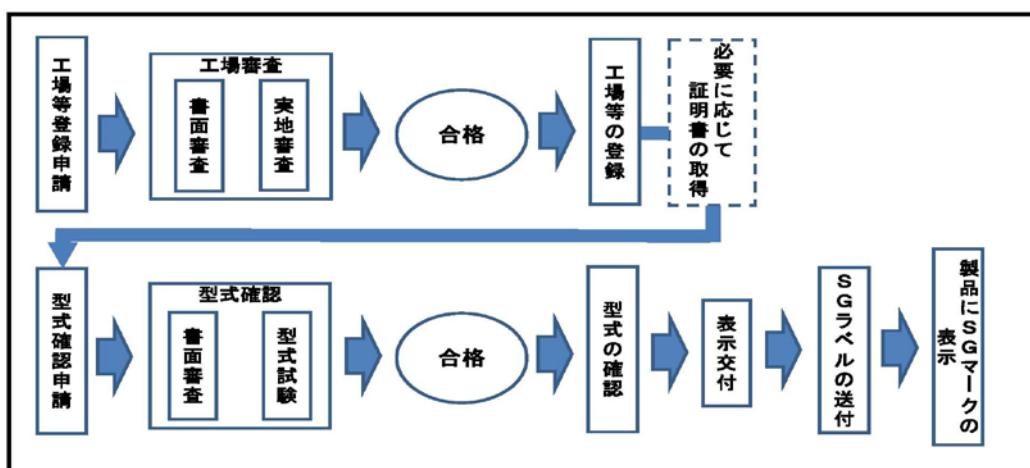 工場等登録申請
工場審査
書面審査
実地審査
合格
工場等の登録
必要に応じて
証明書の取得
型式確認申請
型式確認
書面審査
型式試験
合格
型式の確認
表示交付
SGラベルの送付
製品にSGマークの
表示